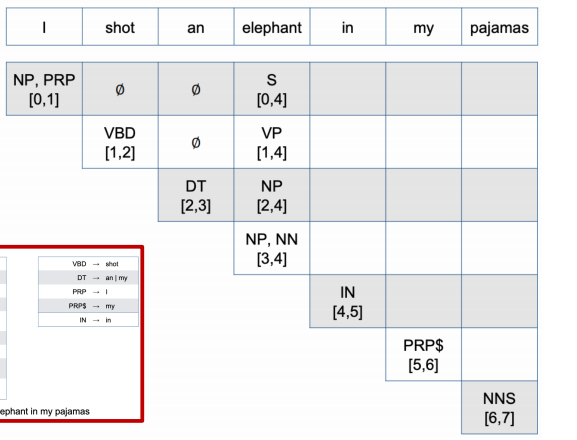 I shot an elephant in my pajamas
NP, PRP ∅ ∅ S
[0,1] [0,4]
VBD ∅ VP
[1,2] [1,4]
DT NP
[2,3] [2,4]
NP, NN
[3,4]
IN
[4,5]
PRP$
[5,6]
NNS
[6,7]
VBD → shot
DT → an | my
PRP → I
PRP$ → my
IN → in
ephant in my pajamas